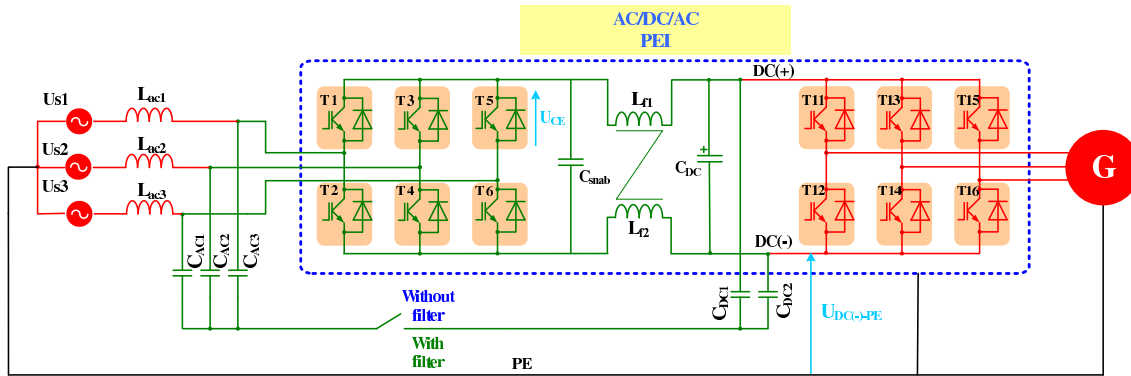 AC/DC/AC
PEI
Us1
Us2
Us3
Lac1
Lac2
Lac3
CAC1
CAC2
CAC3
T1
T3
T5
T2
T4
T6
UCE
Csnab
Lf1
Lf2
CDC
DC(+)
DC(-)
T11
T13
T15
T12
T14
T16
G
CDC1
CDC2
UDC(-)-PE
Without
filter
With
filter
PE